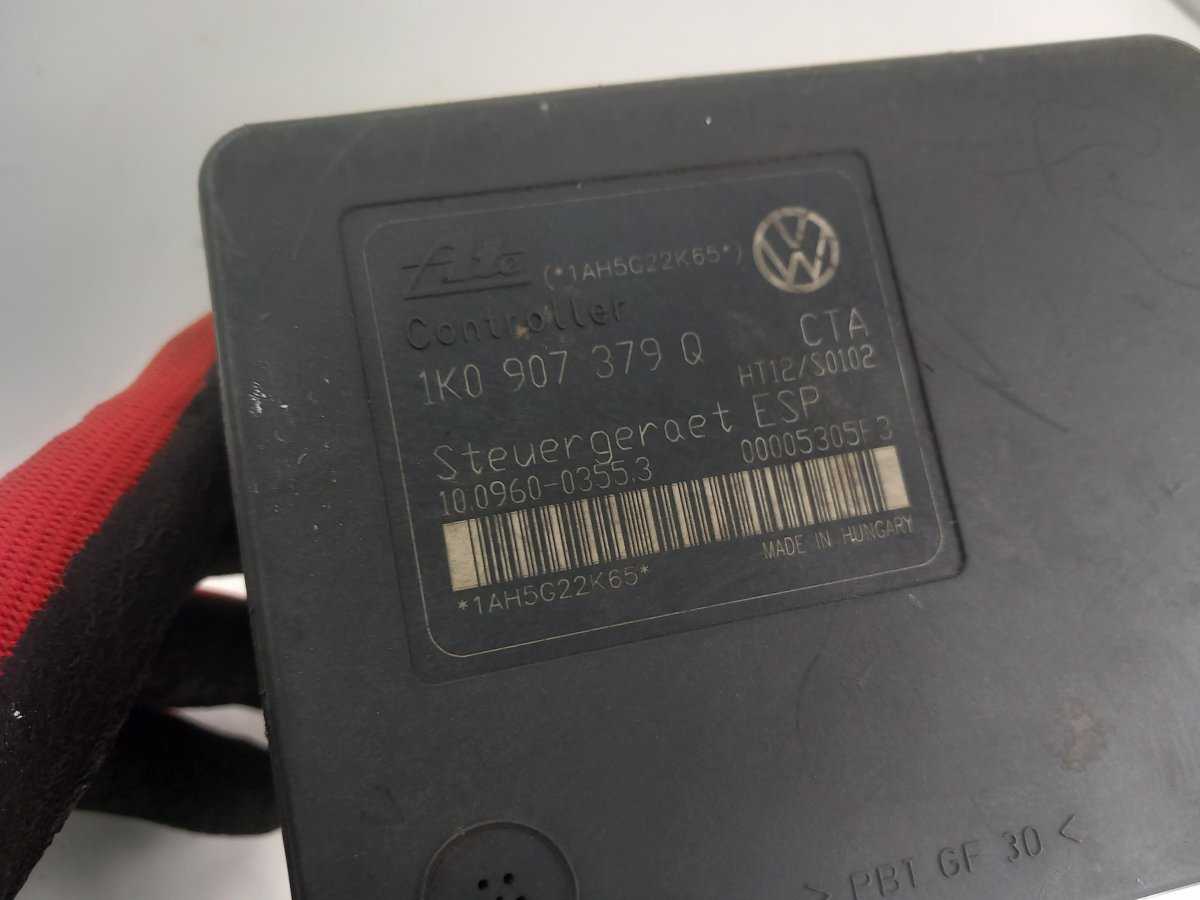 Ate (*1AH5G22K65*)
Controller
1K0 907 379 Q CTA
HT12/S0102
Steuergeraet ESP
10.0960-0355.3 00005305F3
MADE IN HUNGARY
*1AH5G22K65*
> PBT GF 30 <